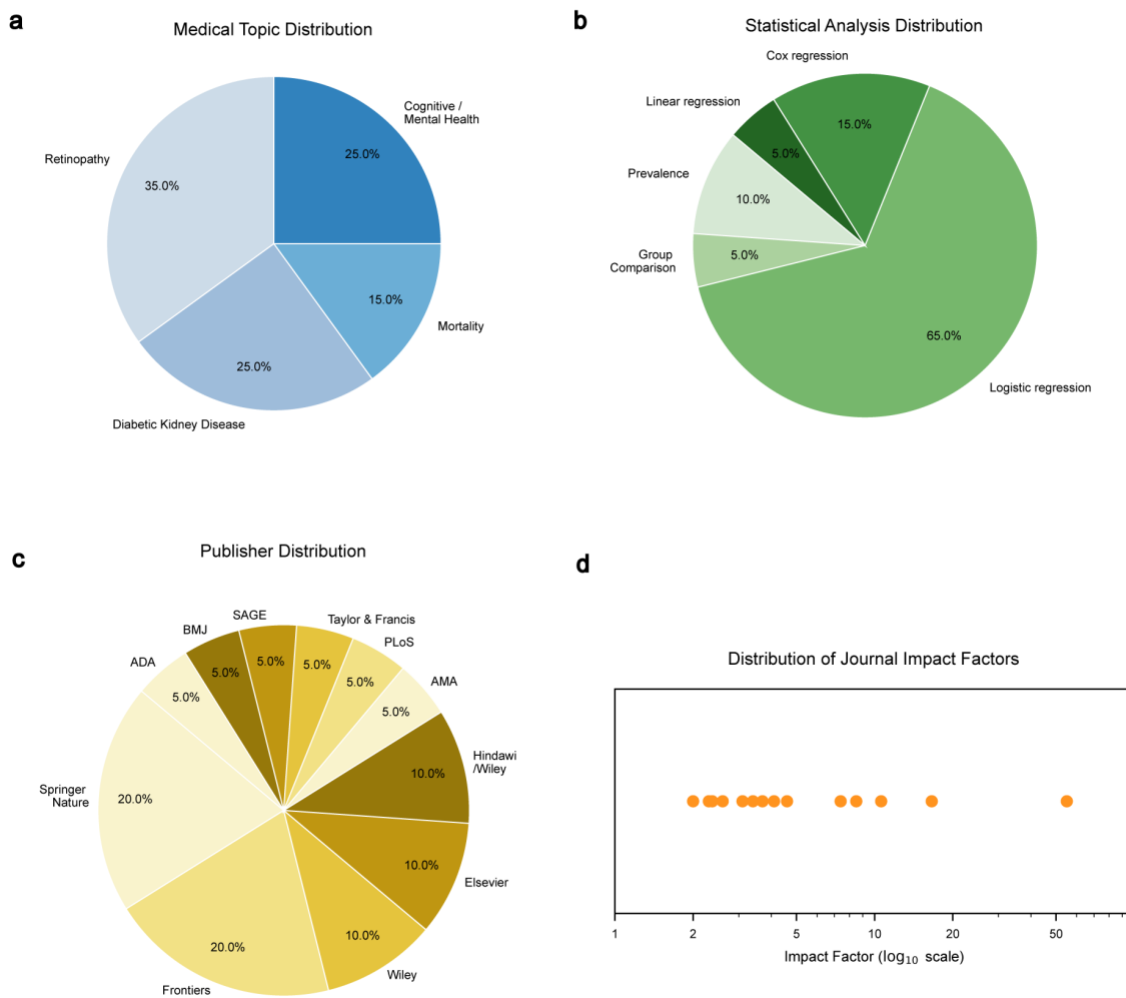 a
Medical Topic Distribution
Cognitive /
Mental Health
25.0%
Retinopathy
35.0%
15.0%
Mortality
25.0%
Diabetic Kidney Disease
b
Statistical Analysis Distribution
Cox regression
Linear regression
15.0%
5.0%
Prevalence
10.0%
Group
Comparison
5.0%
65.0%
Logistic regression
c
Publisher Distribution
SAGE
Taylor & Francis
BMJ
PLoS
ADA
AMA
5.0%
5.0%
5.0%
5.0%
5.0%
5.0%
Hindawi
/Wiley
10.0%
Springer
Nature
20.0%
10.0%
Elsevier
10.0%
20.0%
Wiley
Frontiers
d
Distribution of Journal Impact Factors
1 2 5 10 20 50
Impact Factor (log₁₀ scale)